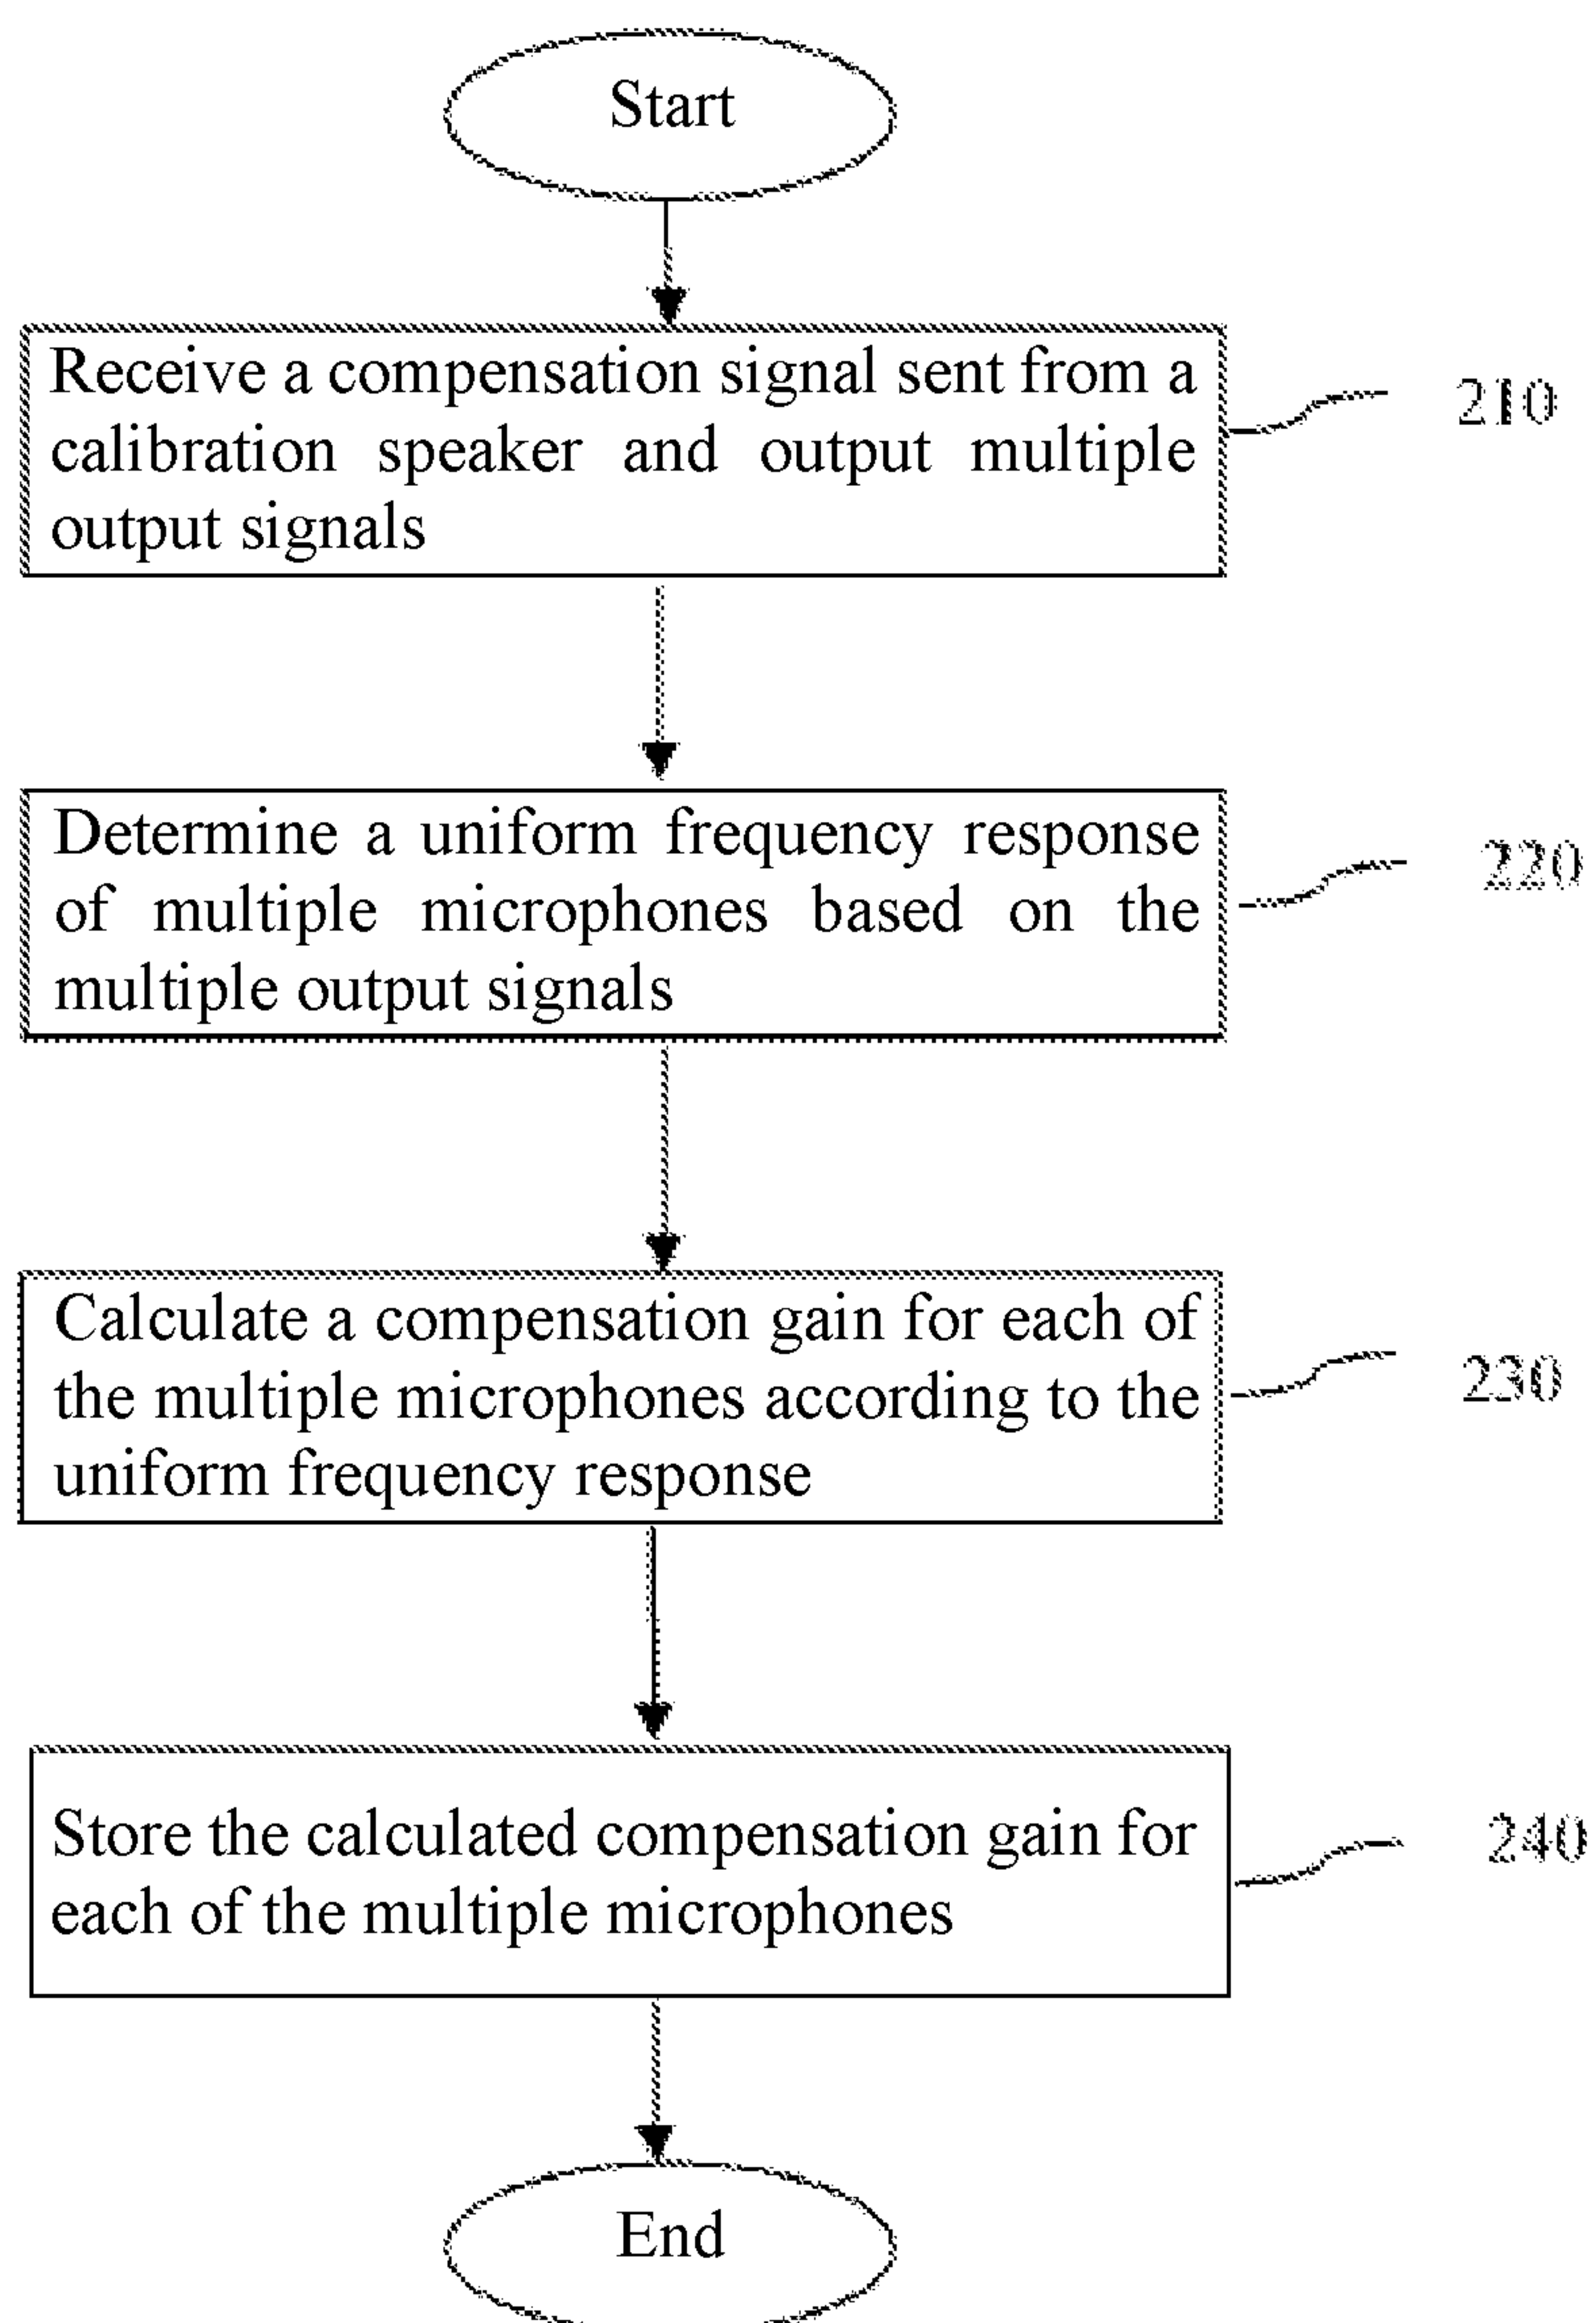 Start
Receive a compensation signal sent from a
calibration speaker and output multiple
output signals
210
Determine a uniform frequency response
of multiple microphones based on the
multiple output signals
220
Calculate a compensation gain for each of
the multiple microphones according to the
uniform frequency response
230
Store the calculated compensation gain for
each of the multiple microphones
240
End